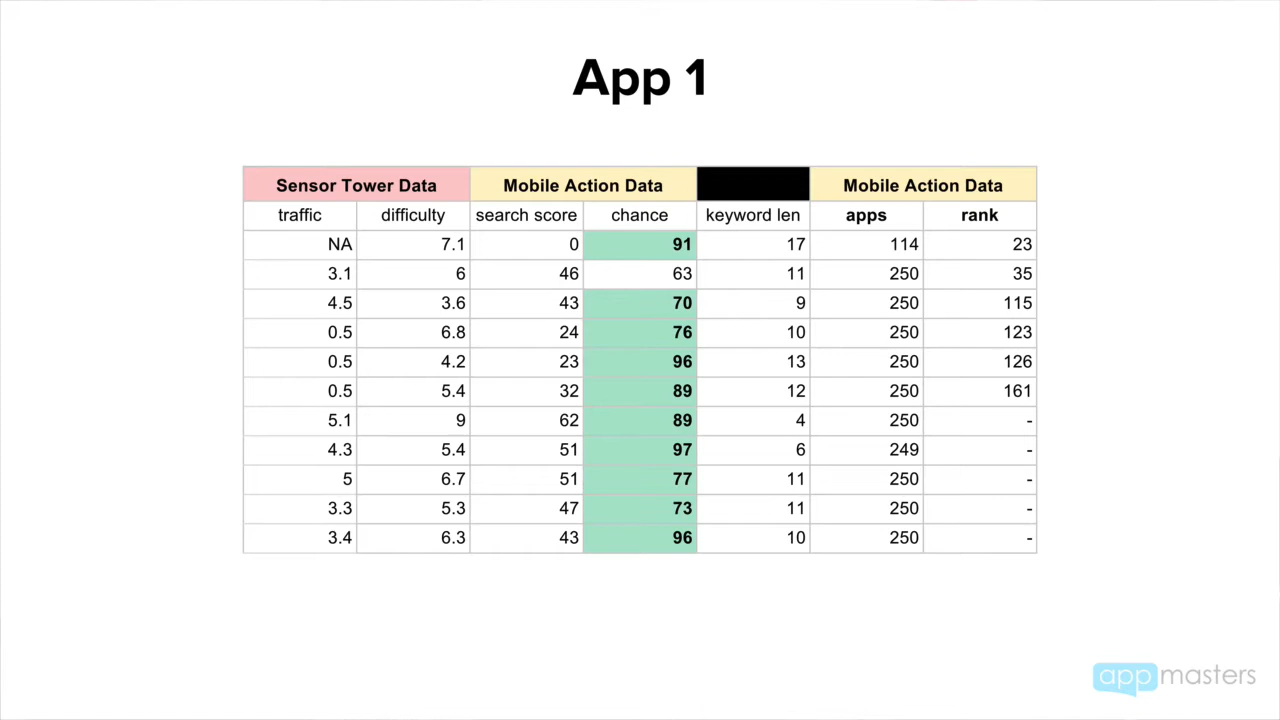 App 1
Sensor Tower Data Mobile Action Data Mobile Action Data
traffic difficulty search score chance keyword len apps rank
NA 7.1 0 91 17 114 23
3.1 6 46 63 11 250 35
4.5 3.6 43 70 9 250 115
0.5 6.8 24 76 10 250 123
0.5 4.2 23 96 13 250 126
0.5 5.4 32 89 12 250 161
5.1 9 62 89 4 250 -
4.3 5.4 51 97 6 249 -
5 6.7 51 77 11 250 -
3.3 5.3 47 73 11 250 -
3.4 6.3 43 96 10 250 -
appmasters